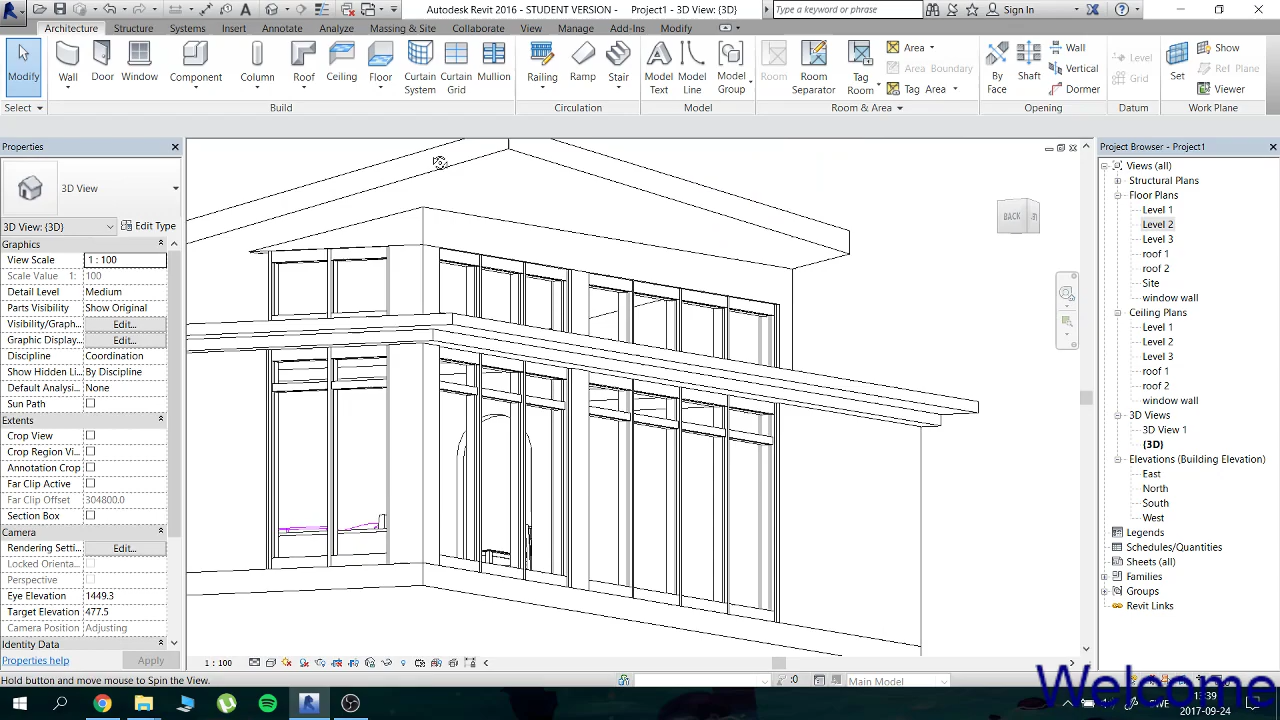 Autodesk Revit 2016 - STUDENT VERSION - Project1 - 3D View: {3D}
Type a keyword or phrase
Sign In
Architecture Structure Systems Insert Annotate Analyze Massing & Site Collaborate View Manage Add-Ins Modify
Modify Wall Door Window Component Column Roof Ceiling Floor Curtain System Curtain Grid Mullion Railing Ramp Stair Model Text Model Line Model Group Room Room Separator Tag Room
Area
Area Boundary
Tag Area
By Face Shaft
Wall
Vertical
Dormer
Level
Grid
Set
Show
Ref Plane
Viewer
Select Build Circulation Model Room & Area Opening Datum Work Plane
Properties
3D View
3D View: {3D} Edit Type
Graphics
View Scale 1 : 100
Scale Value 1: 100
Detail Level Medium
Parts Visibility Show Original
Visibility/Graph... Edit...
Graphic Display... Edit...
Discipline Coordination
Show Hidden Li... By Discipline
Default Analysi... None
Sun Path
Extents
Crop View
Crop Region Vi...
Annotation Crop
Far Clip Active
Far Clip Offset 304800.0
Section Box
Camera
Rendering Setti... Edit...
Locked Orienta...
Perspective
Eye Elevation 1449.3
Target Elevation 477.5
Camera Position Adjusting
Identity Data
Properties help Apply
BACK
Project Browser - Project1
Views (all)
Structural Plans
Floor Plans
Level 1
Level 2
Level 3
roof 1
roof 2
Site
window wall
Ceiling Plans
Level 1
Level 2
Level 3
roof 1
roof 2
window wall
3D Views
3D View 1
{3D}
Elevations (Building Elevation)
East
North
South
West
Legends
Schedules/Quantities
Sheets (all)
Families
Groups
Revit Links
1 : 100
Hold button and move mouse to Spin the View.
:0
Main Model
Welcome
13:39
2017-09-24